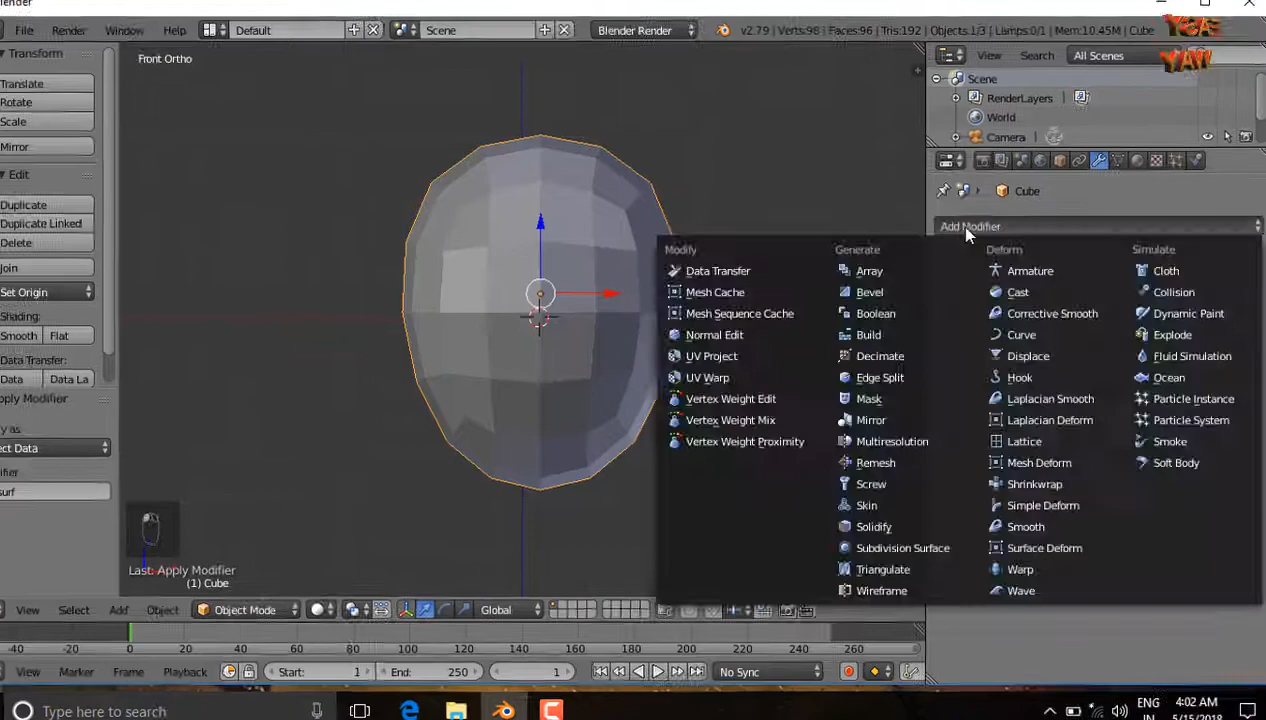 lender
File Render Window Help Default Scene Blender Render v2.79 | Verts:98 | Faces:96 | Tris:192 | Objects:1/3 | Lamps:0/1 | Mem:10.45M | Cube
Transform
Translate
Rotate
Scale
Mirror
Edit
Duplicate
Duplicate Linked
Delete
Join
Set Origin
Shading:
Smooth Flat
Data Transfer:
Data Data La
pply Modifier
ply as
ect Data
ifier
surf
Front Ortho
View Search All Scenes
Scene
RenderLayers
World
Camera
Cube
Add Modifier
Modify
Data Transfer
Mesh Cache
Mesh Sequence Cache
Normal Edit
UV Project
UV Warp
Vertex Weight Edit
Vertex Weight Mix
Vertex Weight Proximity
Generate
Array
Bevel
Boolean
Build
Decimate
Edge Split
Mask
Mirror
Multiresolution
Remesh
Screw
Skin
Solidify
Subdivision Surface
Triangulate
Wireframe
Deform
Armature
Cast
Corrective Smooth
Curve
Displace
Hook
Laplacian Smooth
Laplacian Deform
Lattice
Mesh Deform
Shrinkwrap
Simple Deform
Smooth
Surface Deform
Warp
Wave
Simulate
Cloth
Collision
Dynamic Paint
Explode
Fluid Simulation
Ocean
Particle Instance
Particle System
Smoke
Soft Body
Last: Apply Modifier
(1) Cube
View Select Add Object Object Mode Global
-40 -20 0 20 40 60 80 100 120 140 160 180 200 220 240 260
View Marker Frame Playback Start: 1 End: 250 1 No Sync
Type here to search
ENG
IN
4:02 AM
5/15/2018